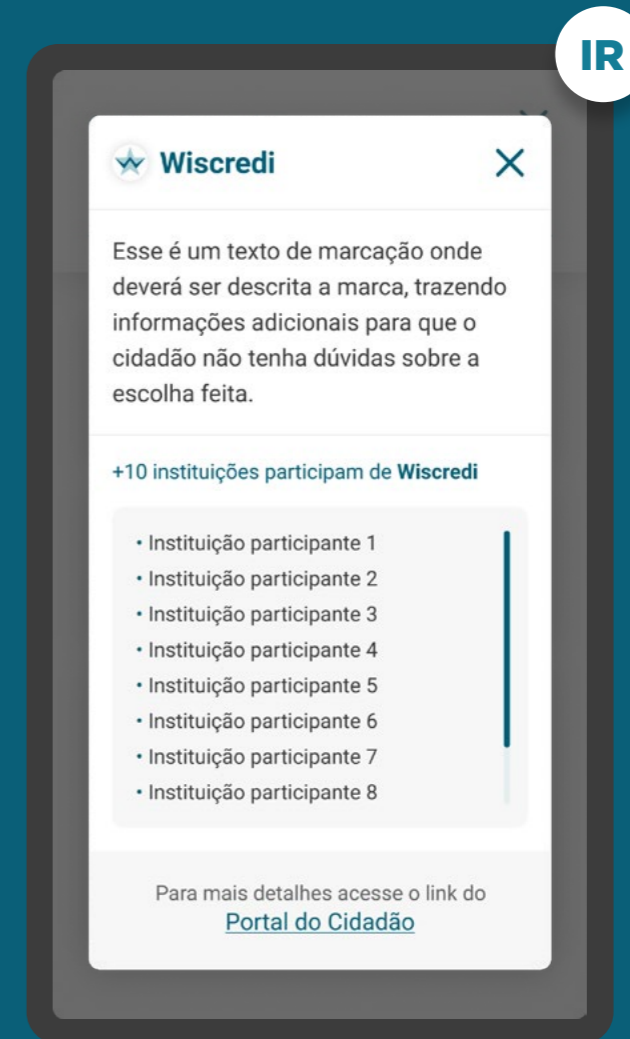 IR
Wiscredi
Esse é um texto de marcação onde
deverá ser descrita a marca, trazendo
informações adicionais para que o
cidadão não tenha dúvidas sobre a
escolha feita.
+10 instituições participam de Wiscredi
• Instituição participante 1
• Instituição participante 2
• Instituição participante 3
• Instituição participante 4
• Instituição participante 5
• Instituição participante 6
• Instituição participante 7
• Instituição participante 8
Para mais detalhes acesse o link do
Portal do Cidadão